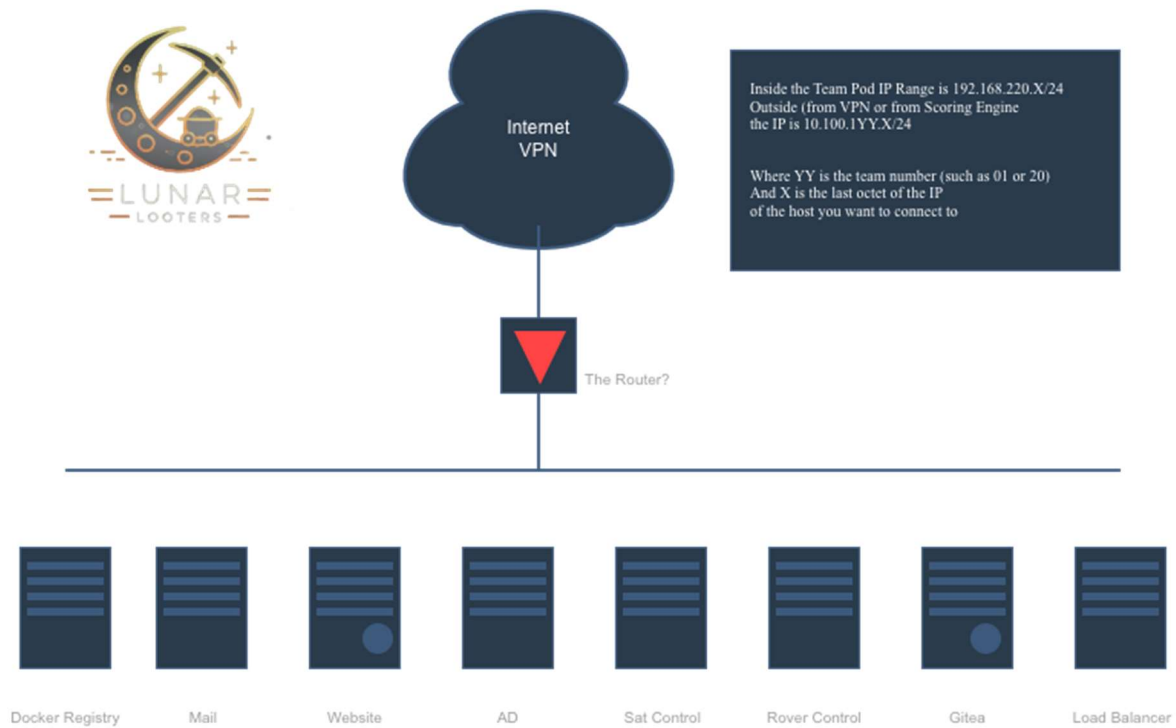 LUNAR
LOOTERS
Internet
VPN
Inside the Team Pod IP Range is 192.168.220.X/24
Outside (from VPN or from Scoring Engine
the IP is 10.100.1YY.X/24
Where YY is the team number (such as 01 or 20)
And X is the last octet of the IP
of the host you want to connect to
The Router?
Docker Registry
Mail
Website
AD
Sat Control
Rover Control
Gitea
Load Balancer